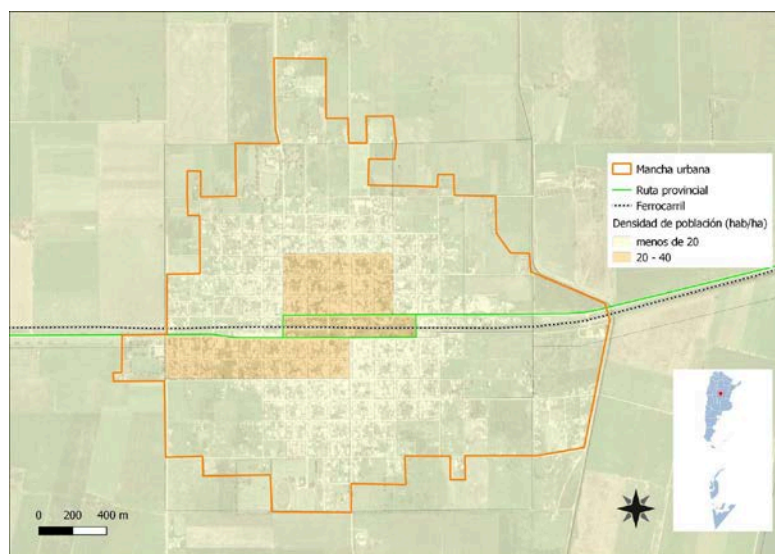 Mancha urbana
Ruta provincial
Ferrocarril
Densidad de población (hab/ha)
menos de 20
20 - 40
0 200 400 m